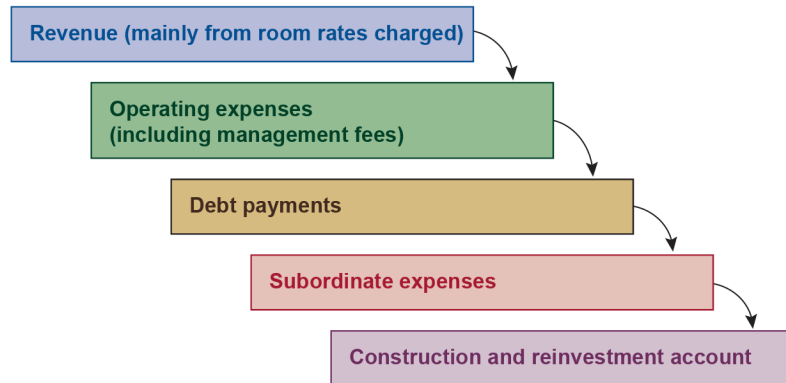 Revenue (mainly from room rates charged)
Operating expenses
(including management fees)
Debt payments
Subordinate expenses
Construction and reinvestment account